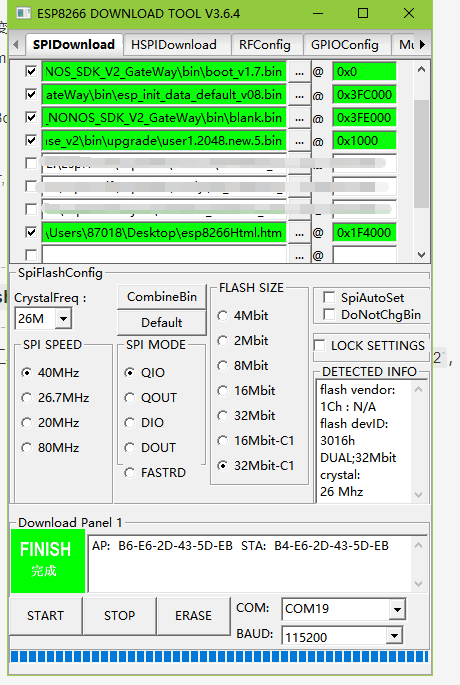 ESP8266 DOWNLOAD TOOL V3.6.4
SPIDownload HSPIDownload RFConfig GPIOConfig Mu
NOS_SDK_V2_GateWay\bin\boot_v1.7.bin ... @ 0x0
ateWay\bin\esp_init_data_default_v08.bin ... @ 0x3FC000
_NONOS_SDK_V2_GateWay\bin\blank.bin ... @ 0x3FE000
se_v2\bin\upgrade\user1.2048.new.5.bin ... @ 0x1000
... @
... @
... @
\Users\87018\Desktop\esp8266Html.htm ... @ 0x1F4000
... @
SpiFlashConfig
CrystalFreq :
26M
CombineBin
Default
SPI SPEED
40MHz
26.7MHz
20MHz
80MHz
SPI MODE
QIO
QOUT
DIO
DOUT
FASTRD
FLASH SIZE
4Mbit
2Mbit
8Mbit
16Mbit
32Mbit
16Mbit-C1
32Mbit-C1
SpiAutoSet
DoNotChgBin
LOCK SETTINGS
DETECTED INFO
flash vendor:
1Ch : N/A
flash devID:
3016h
DUAL;32Mbit
crystal:
26 Mhz
Download Panel 1
FINISH
完成
AP: B6-E6-2D-43-5D-EB STA: B4-E6-2D-43-5D-EB
START STOP ERASE
COM: COM19
BAUD: 115200